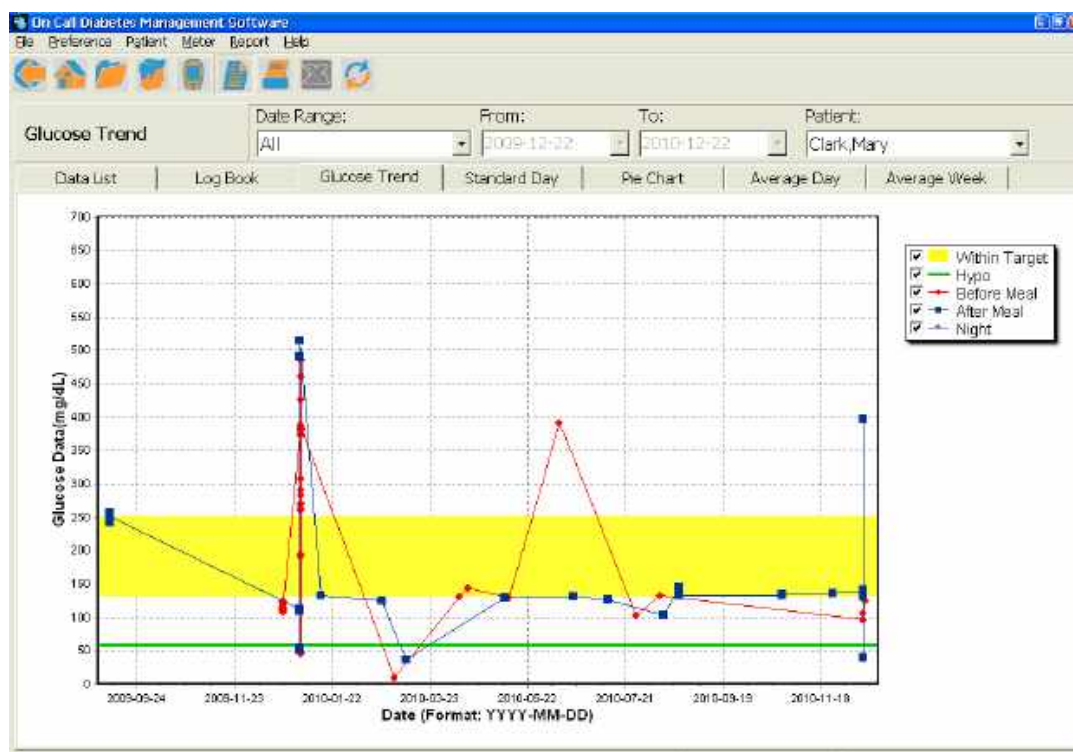 On Call Diabetes Management Software
File Preference Patient Meter Report Help
Glucose Trend
Date Range: From: To: Patient:
All 2009-12-22 2010-12-22 Clark,Mary
Data List Log Book Glucose Trend Standard Day Pie Chart Average Day Average Week
700
650
600
550
500
450
400
350
300
250
200
150
100
50
0
Glucose Data(mg/dL)
2009-09-24 2009-11-23 2010-01-22 2010-03-23 2010-05-22 2010-07-21 2010-09-19 2010-11-18
Date (Format: YYYY-MM-DD)
Within Target
Hypo
Before Meal
After Meal
Night